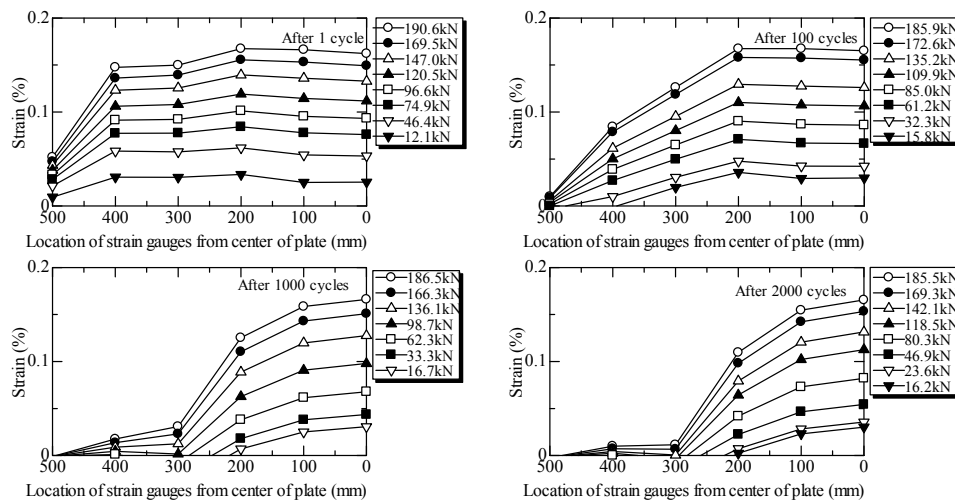 0.2
0.1
0
Strain (%)
After 1 cycle
190.6kN
169.5kN
147.0kN
120.5kN
96.6kN
74.9kN
46.4kN
12.1kN
500 400 300 200 100 0
Location of strain gauges from center of plate (mm)
0.2
0.1
0
Strain (%)
After 100 cycles
185.9kN
172.6kN
135.2kN
109.9kN
85.0kN
61.2kN
32.3kN
15.8kN
500 400 300 200 100 0
Location of strain gauges from center of plate (mm)
0.2
0.1
0
Strain (%)
After 1000 cycles
186.5kN
166.3kN
136.1kN
98.7kN
62.3kN
33.3kN
16.7kN
500 400 300 200 100 0
Location of strain gauges from center of plate (mm)
0.2
0.1
0
Strain (%)
After 2000 cycles
185.5kN
169.3kN
142.1kN
118.5kN
80.3kN
46.9kN
23.6kN
16.2kN
500 400 300 200 100 0
Location of strain gauges from center of plate (mm)